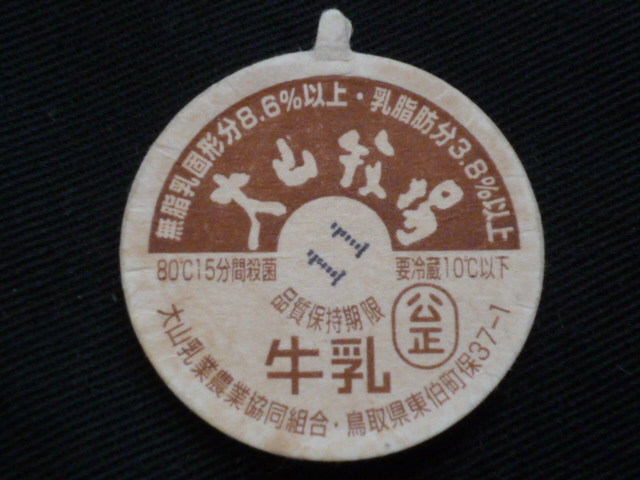 無脂乳固形分8.6%以上・乳脂肪分3.8%以上
大山牧場
80℃15分間殺菌
要冷蔵10℃以下
品質保持期限
公正
牛乳
大山乳業農業協同組合・鳥取県東伯町保37-1